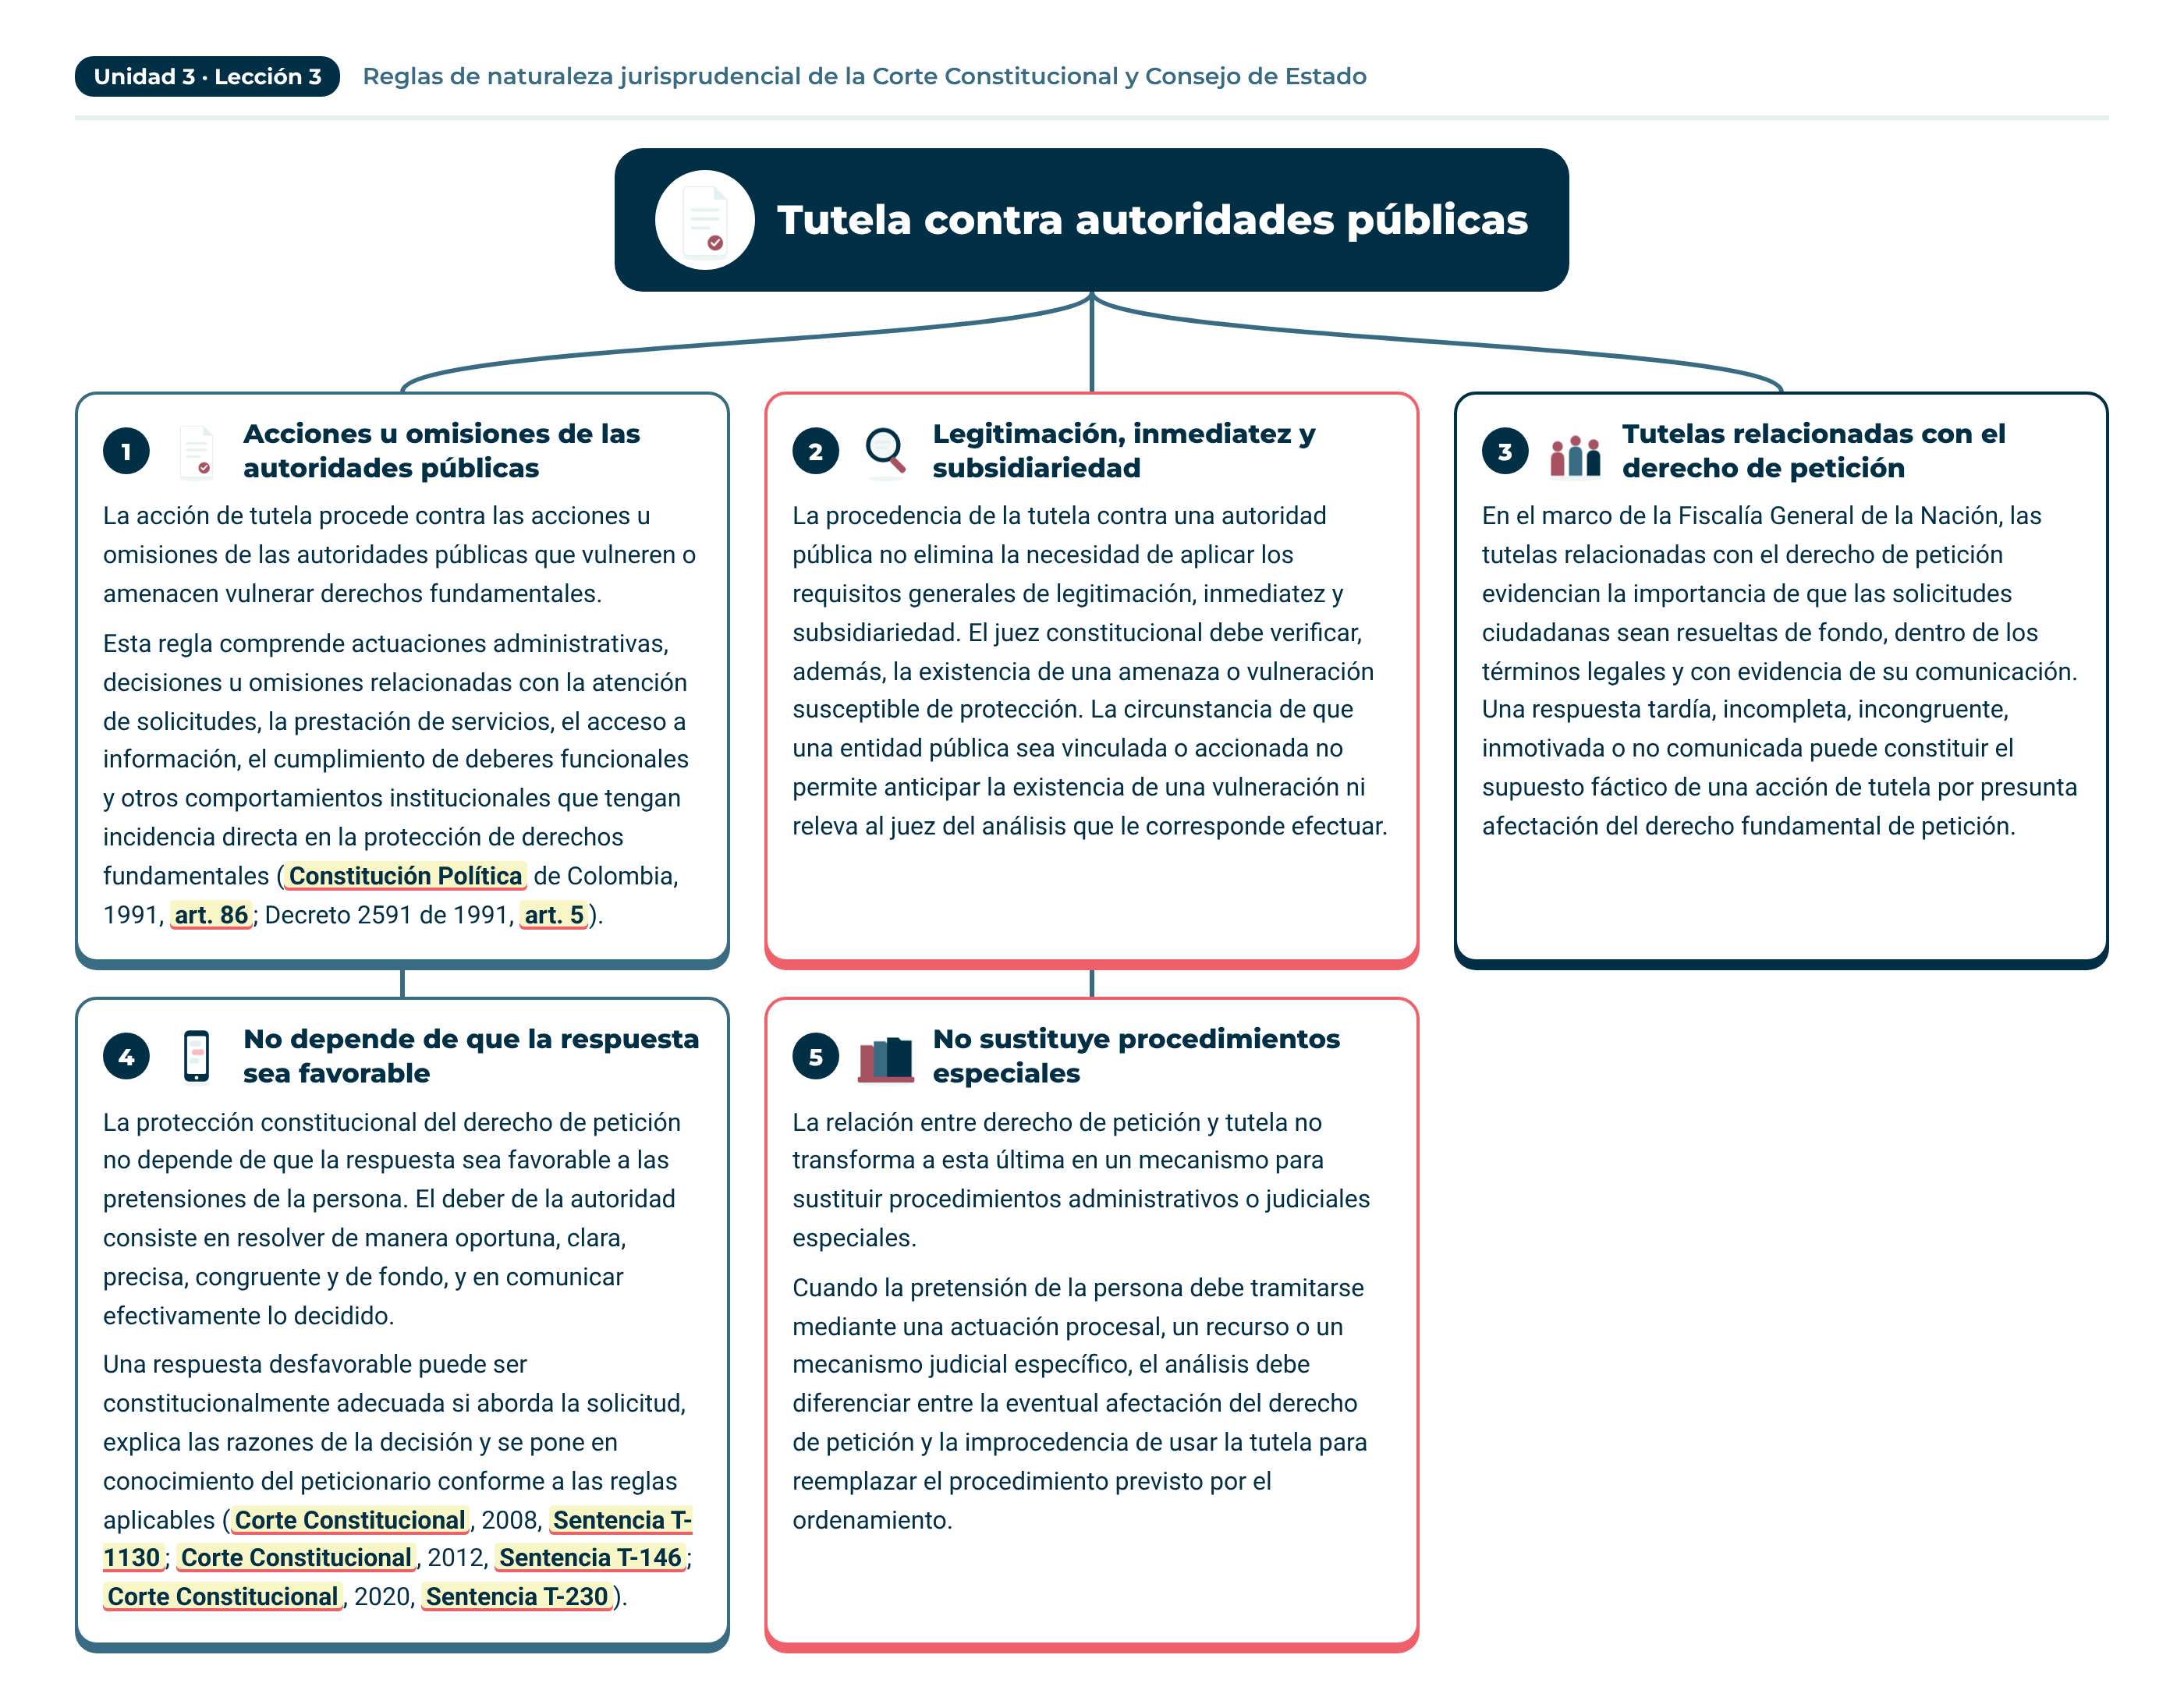 Unidad 3 · Lección 3
Reglas de naturaleza jurisprudencial de la Corte Constitucional y Consejo de Estado
Tutela contra autoridades públicas
1
Acciones u omisiones de las
autoridades públicas
La acción de tutela procede contra las acciones u
omisiones de las autoridades públicas que vulneren o
amenacen vulnerar derechos fundamentales.
Esta regla comprende actuaciones administrativas,
decisiones u omisiones relacionadas con la atención
de solicitudes, la prestación de servicios, el acceso a
información, el cumplimiento de deberes funcionales
y otros comportamientos institucionales que tengan
incidencia directa en la protección de derechos
fundamentales (Constitución Política de Colombia,
1991, art. 86; Decreto 2591 de 1991, art. 5).
2
Legitimación, inmediatez y
subsidiariedad
La procedencia de la tutela contra una autoridad
pública no elimina la necesidad de aplicar los
requisitos generales de legitimación, inmediatez y
subsidiariedad. El juez constitucional debe verificar,
además, la existencia de una amenaza o vulneración
susceptible de protección. La circunstancia de que
una entidad pública sea vinculada o accionada no
permite anticipar la existencia de una vulneración ni
releva al juez del análisis que le corresponde efectuar.
3
Tutelas relacionadas con el
derecho de petición
En el marco de la Fiscalía General de la Nación, las
tutelas relacionadas con el derecho de petición
evidencian la importancia de que las solicitudes
ciudadanas sean resueltas de fondo, dentro de los
términos legales y con evidencia de su comunicación.
Una respuesta tardía, incompleta, incongruente,
inmotivada o no comunicada puede constituir el
supuesto fáctico de una acción de tutela por presunta
afectación del derecho fundamental de petición.
4
No depende de que la respuesta
sea favorable
La protección constitucional del derecho de petición
no depende de que la respuesta sea favorable a las
pretensiones de la persona. El deber de la autoridad
consiste en resolver de manera oportuna, clara,
precisa, congruente y de fondo, y en comunicar
efectivamente lo decidido.
Una respuesta desfavorable puede ser
constitucionalmente adecuada si aborda la solicitud,
explica las razones de la decisión y se pone en
conocimiento del peticionario conforme a las reglas
aplicables (Corte Constitucional, 2008, Sentencia T-
1130; Corte Constitucional, 2012, Sentencia T-146;
Corte Constitucional, 2020, Sentencia T-230).
5
No sustituye procedimientos
especiales
La relación entre derecho de petición y tutela no
transforma a esta última en un mecanismo para
sustituir procedimientos administrativos o judiciales
especiales.
Cuando la pretensión de la persona debe tramitarse
mediante una actuación procesal, un recurso o un
mecanismo judicial específico, el análisis debe
diferenciar entre la eventual afectación del derecho
de petición y la improcedencia de usar la tutela para
reemplazar el procedimiento previsto por el
ordenamiento.